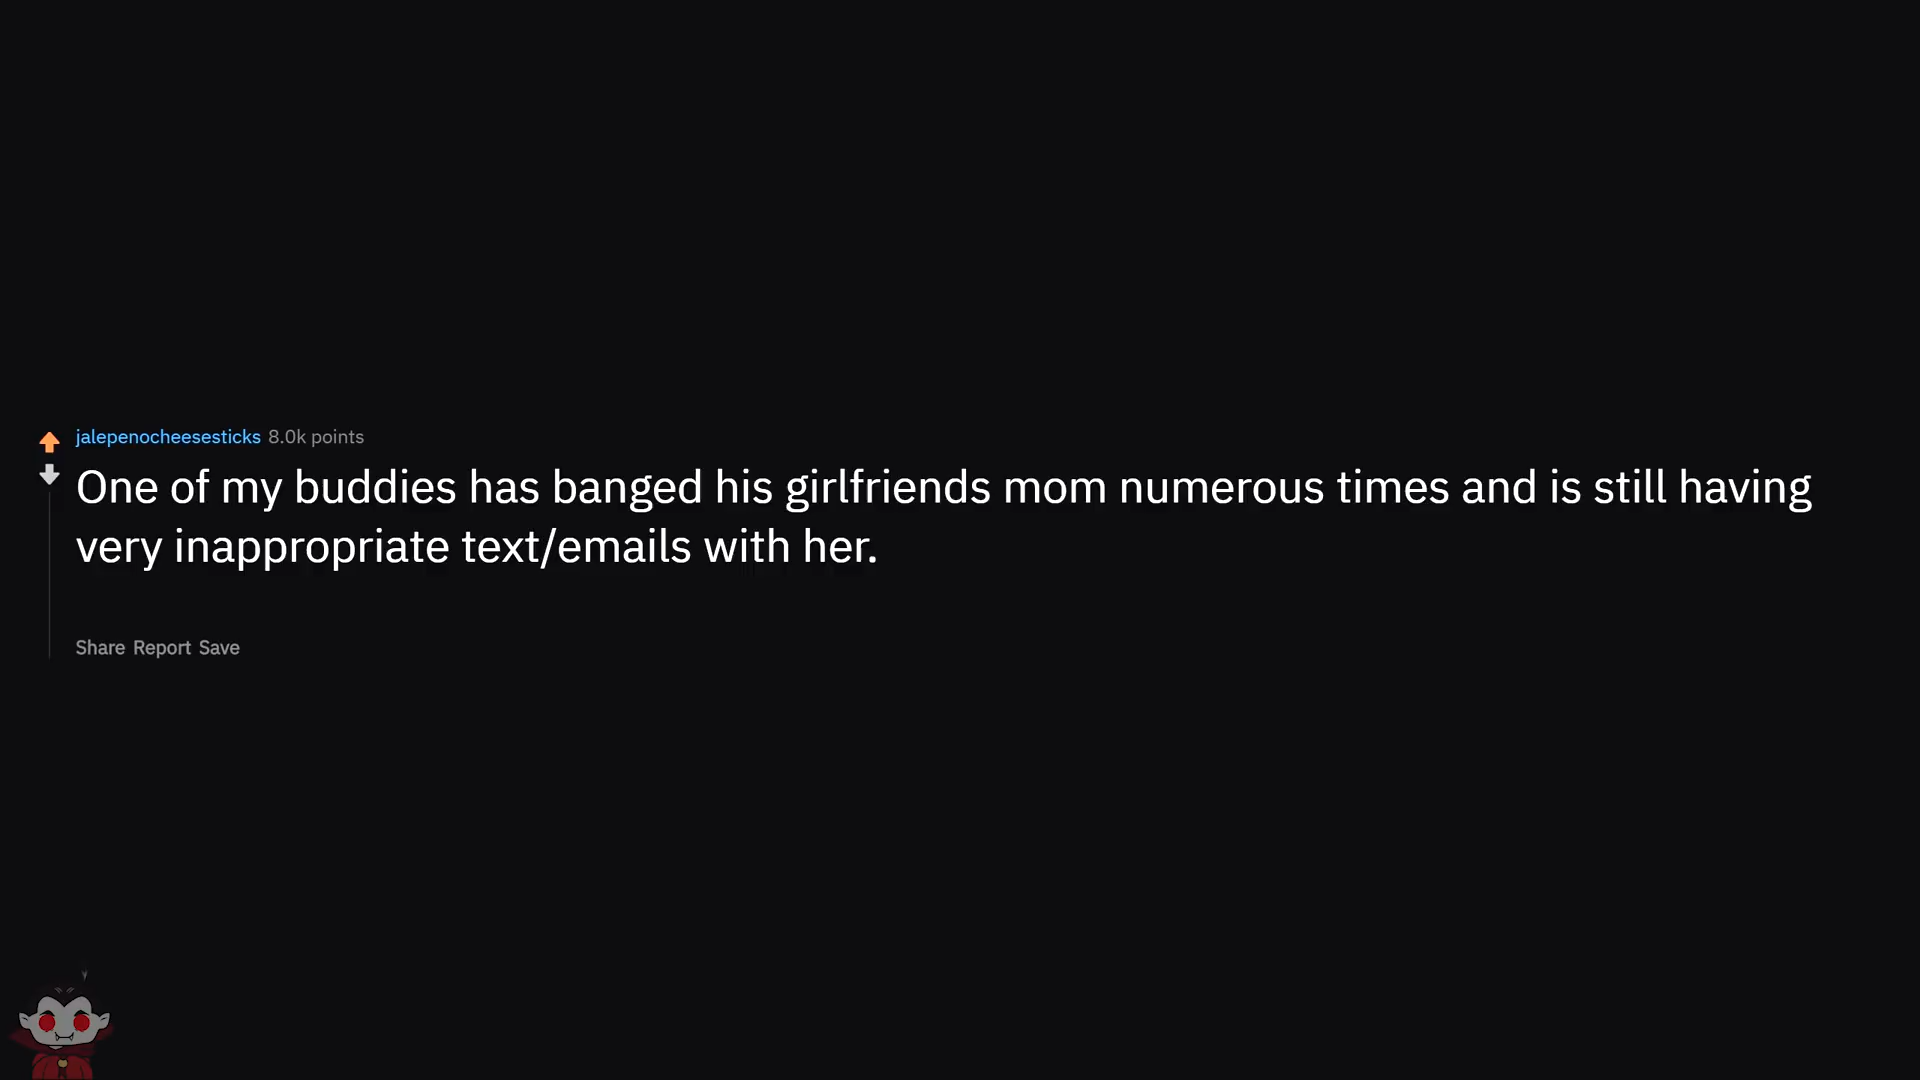 jalepenocheesesticks 8.0k points
One of my buddies has banged his girlfriends mom numerous times and is still having
very inappropriate text/emails with her.
Share Report Save